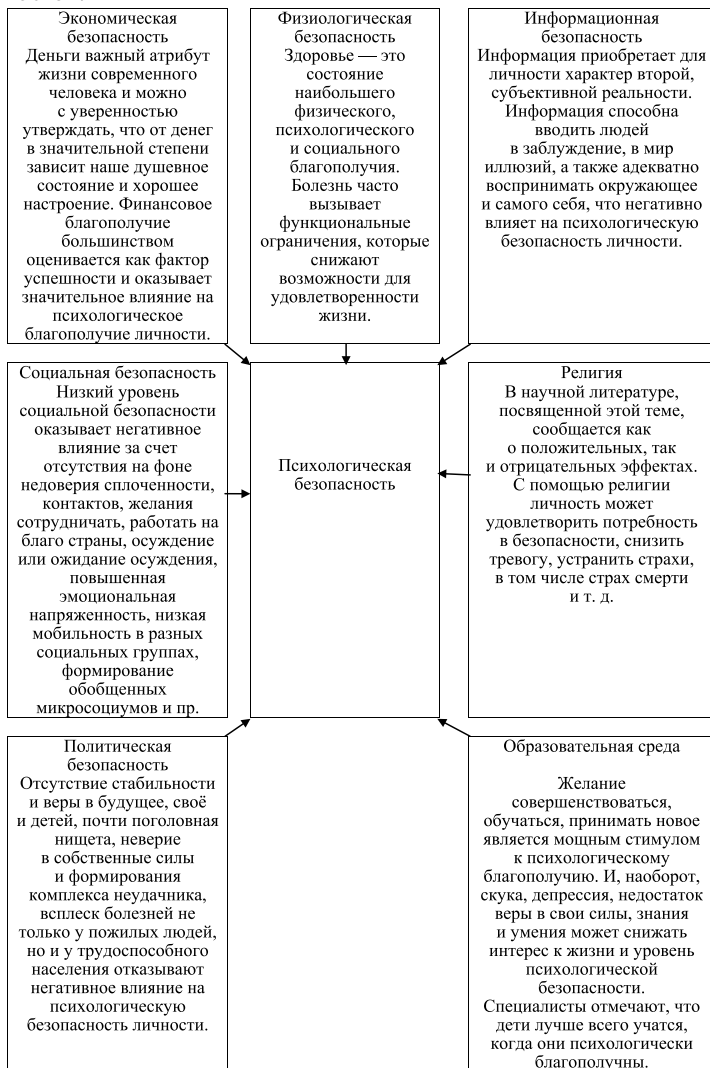 Экономическая
безопасность
Деньги важный атрибут
жизни современного
человека и можно
с уверенностью
утверждать, что от денег
в значительной степени
зависит наше душевное
состояние и хорошее
настроение. Финансовое
благополучие
большинством
оценивается как фактор
успешности и оказывает
значительное влияние на
психологическое
благополучие личности.
Физиологическая
безопасность
Здоровье — это
состояние
наибольшего
физического,
психологического
и социального
благополучия.
Болезнь часто
вызывает
функциональные
ограничения, которые
снижают
возможности для
удовлетворенности
жизни.
Информационная
безопасность
Информация приобретает для
личности характер второй,
субъективной реальности.
Информация способна
вводить людей
в заблуждение, в мир
иллюзий, а также адекватно
воспринимать окружающее
и самого себя, что негативно
влияет на психологическую
безопасность личности.
Социальная безопасность
Низкий уровень
социальной безопасности
оказывает негативное
влияние за счет
отсутствия на фоне
недоверия сплоченности,
контактов, желания
сотрудничать, работать на
благо страны, осуждение
или ожидание осуждения,
повышенная
эмоциональная
напряженность, низкая
мобильность в разных
социальных группах,
формирование
обобщенных
микросоциумов и пр.
Психологическая
безопасность
Религия
В научной литературе,
посвященной этой теме,
сообщается как
о положительных, так
и отрицательных эффектах.
С помощью религии
личность может
удовлетворить потребность
в безопасности, снизить
тревогу, устранить страхи,
в том числе страх смерти
и т. д.
Политическая
безопасность
Отсутствие стабильности
и веры в будущее, своё
и детей, почти поголовная
нищета, неверие
в собственные силы
и формирования
комплекса неудачника,
всплеск болезней не
только у пожилых людей,
но и у трудоспособного
населения отказывают
негативное влияние на
психологическую
безопасность личности.
Образовательная среда
Желание
совершенствоваться,
обучаться, принимать новое
является мощным стимулом
к психологическому
благополучию. И, наоборот,
скука, депрессия, недостаток
веры в свои силы, знания
и умения может снижать
интерес к жизни и уровень
психологической
безопасности.
Специалисты отмечают, что
дети лучше всего учатся,
когда они психологически
благополучны.